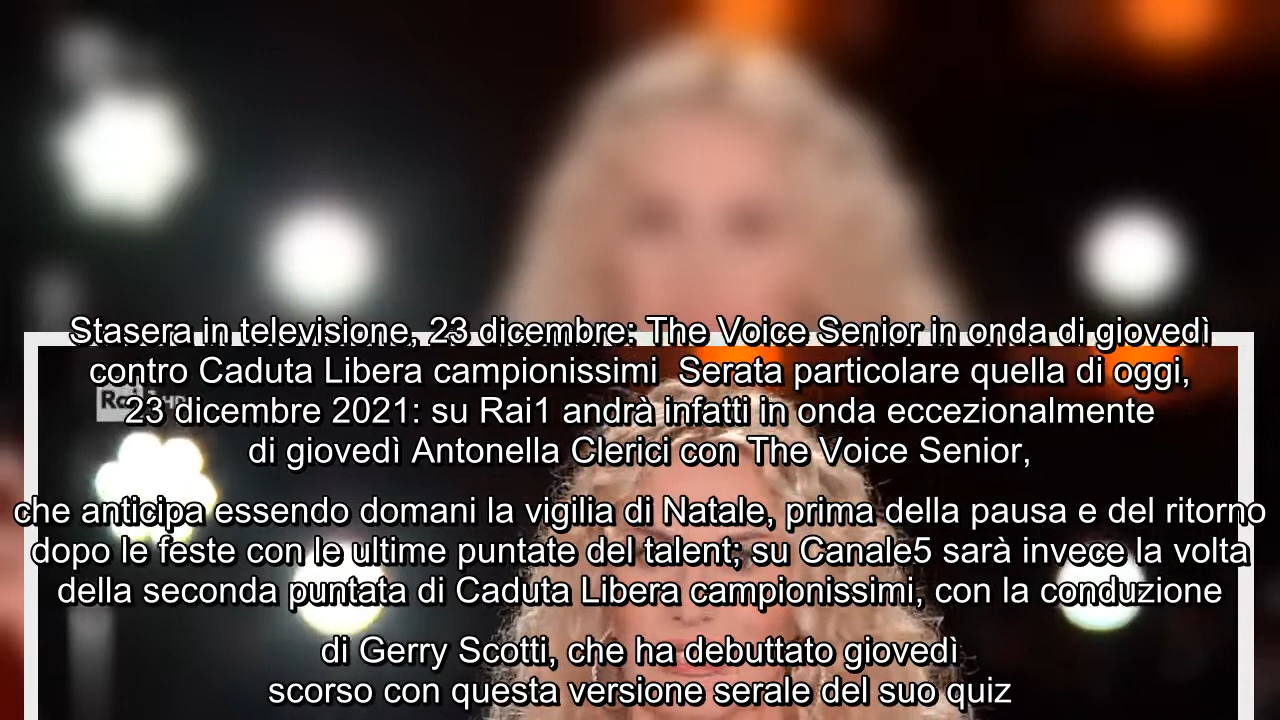 Stasera in televisione, 23 dicembre: The Voice Senior in onda di giovedì
contro Caduta Libera campionissimi  Serata particolare quella di oggi,
Rai 1 HD
23 dicembre 2021: su Rai1 andrà infatti in onda eccezionalmente
di giovedì Antonella Clerici con The Voice Senior,
che anticipa essendo domani la vigilia di Natale, prima della pausa e del ritorno
dopo le feste con le ultime puntate del talent; su Canale5 sarà invece la volta
della seconda puntata di Caduta Libera campionissimi, con la conduzione
di Gerry Scotti, che ha debuttato giovedì
scorso con questa versione serale del suo quiz